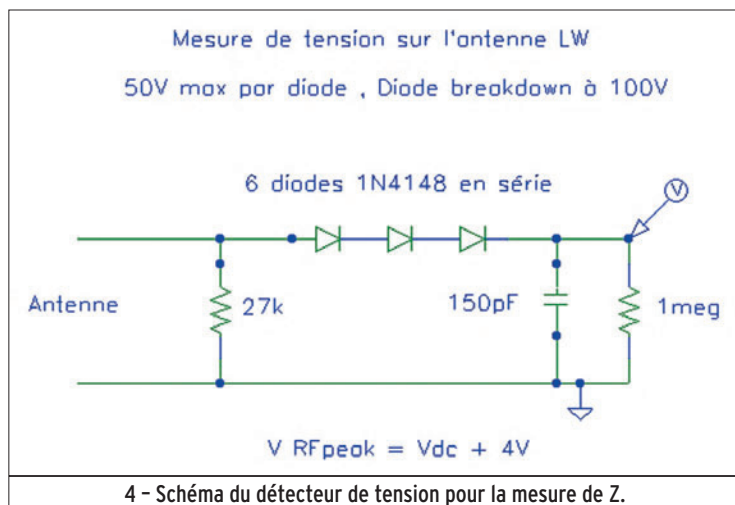 Mesure de tension sur l'antenne LW
50V max par diode , Diode breakdown à 100V
6 diodes 1N4148 en série
V
Antenne
27k
150pF
1meg
V RFpeak = Vdc + 4V
4 – Schéma du détecteur de tension pour la mesure de Z.